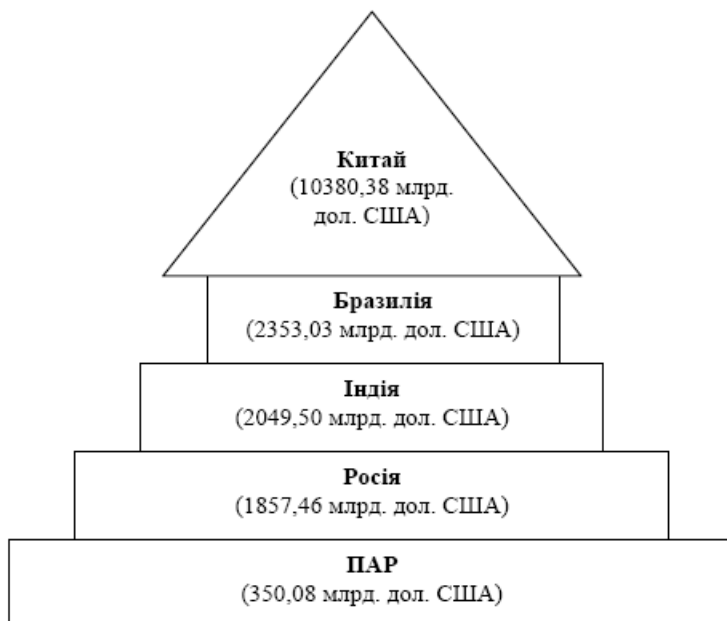 Китай
(10380,38 млрд.
дол. США)
Бразилія
(2353,03 млрд. дол. США)
Індія
(2049,50 млрд. дол. США)
Росія
(1857,46 млрд. дол. США)
ПАР
(350,08 млрд. дол. США)